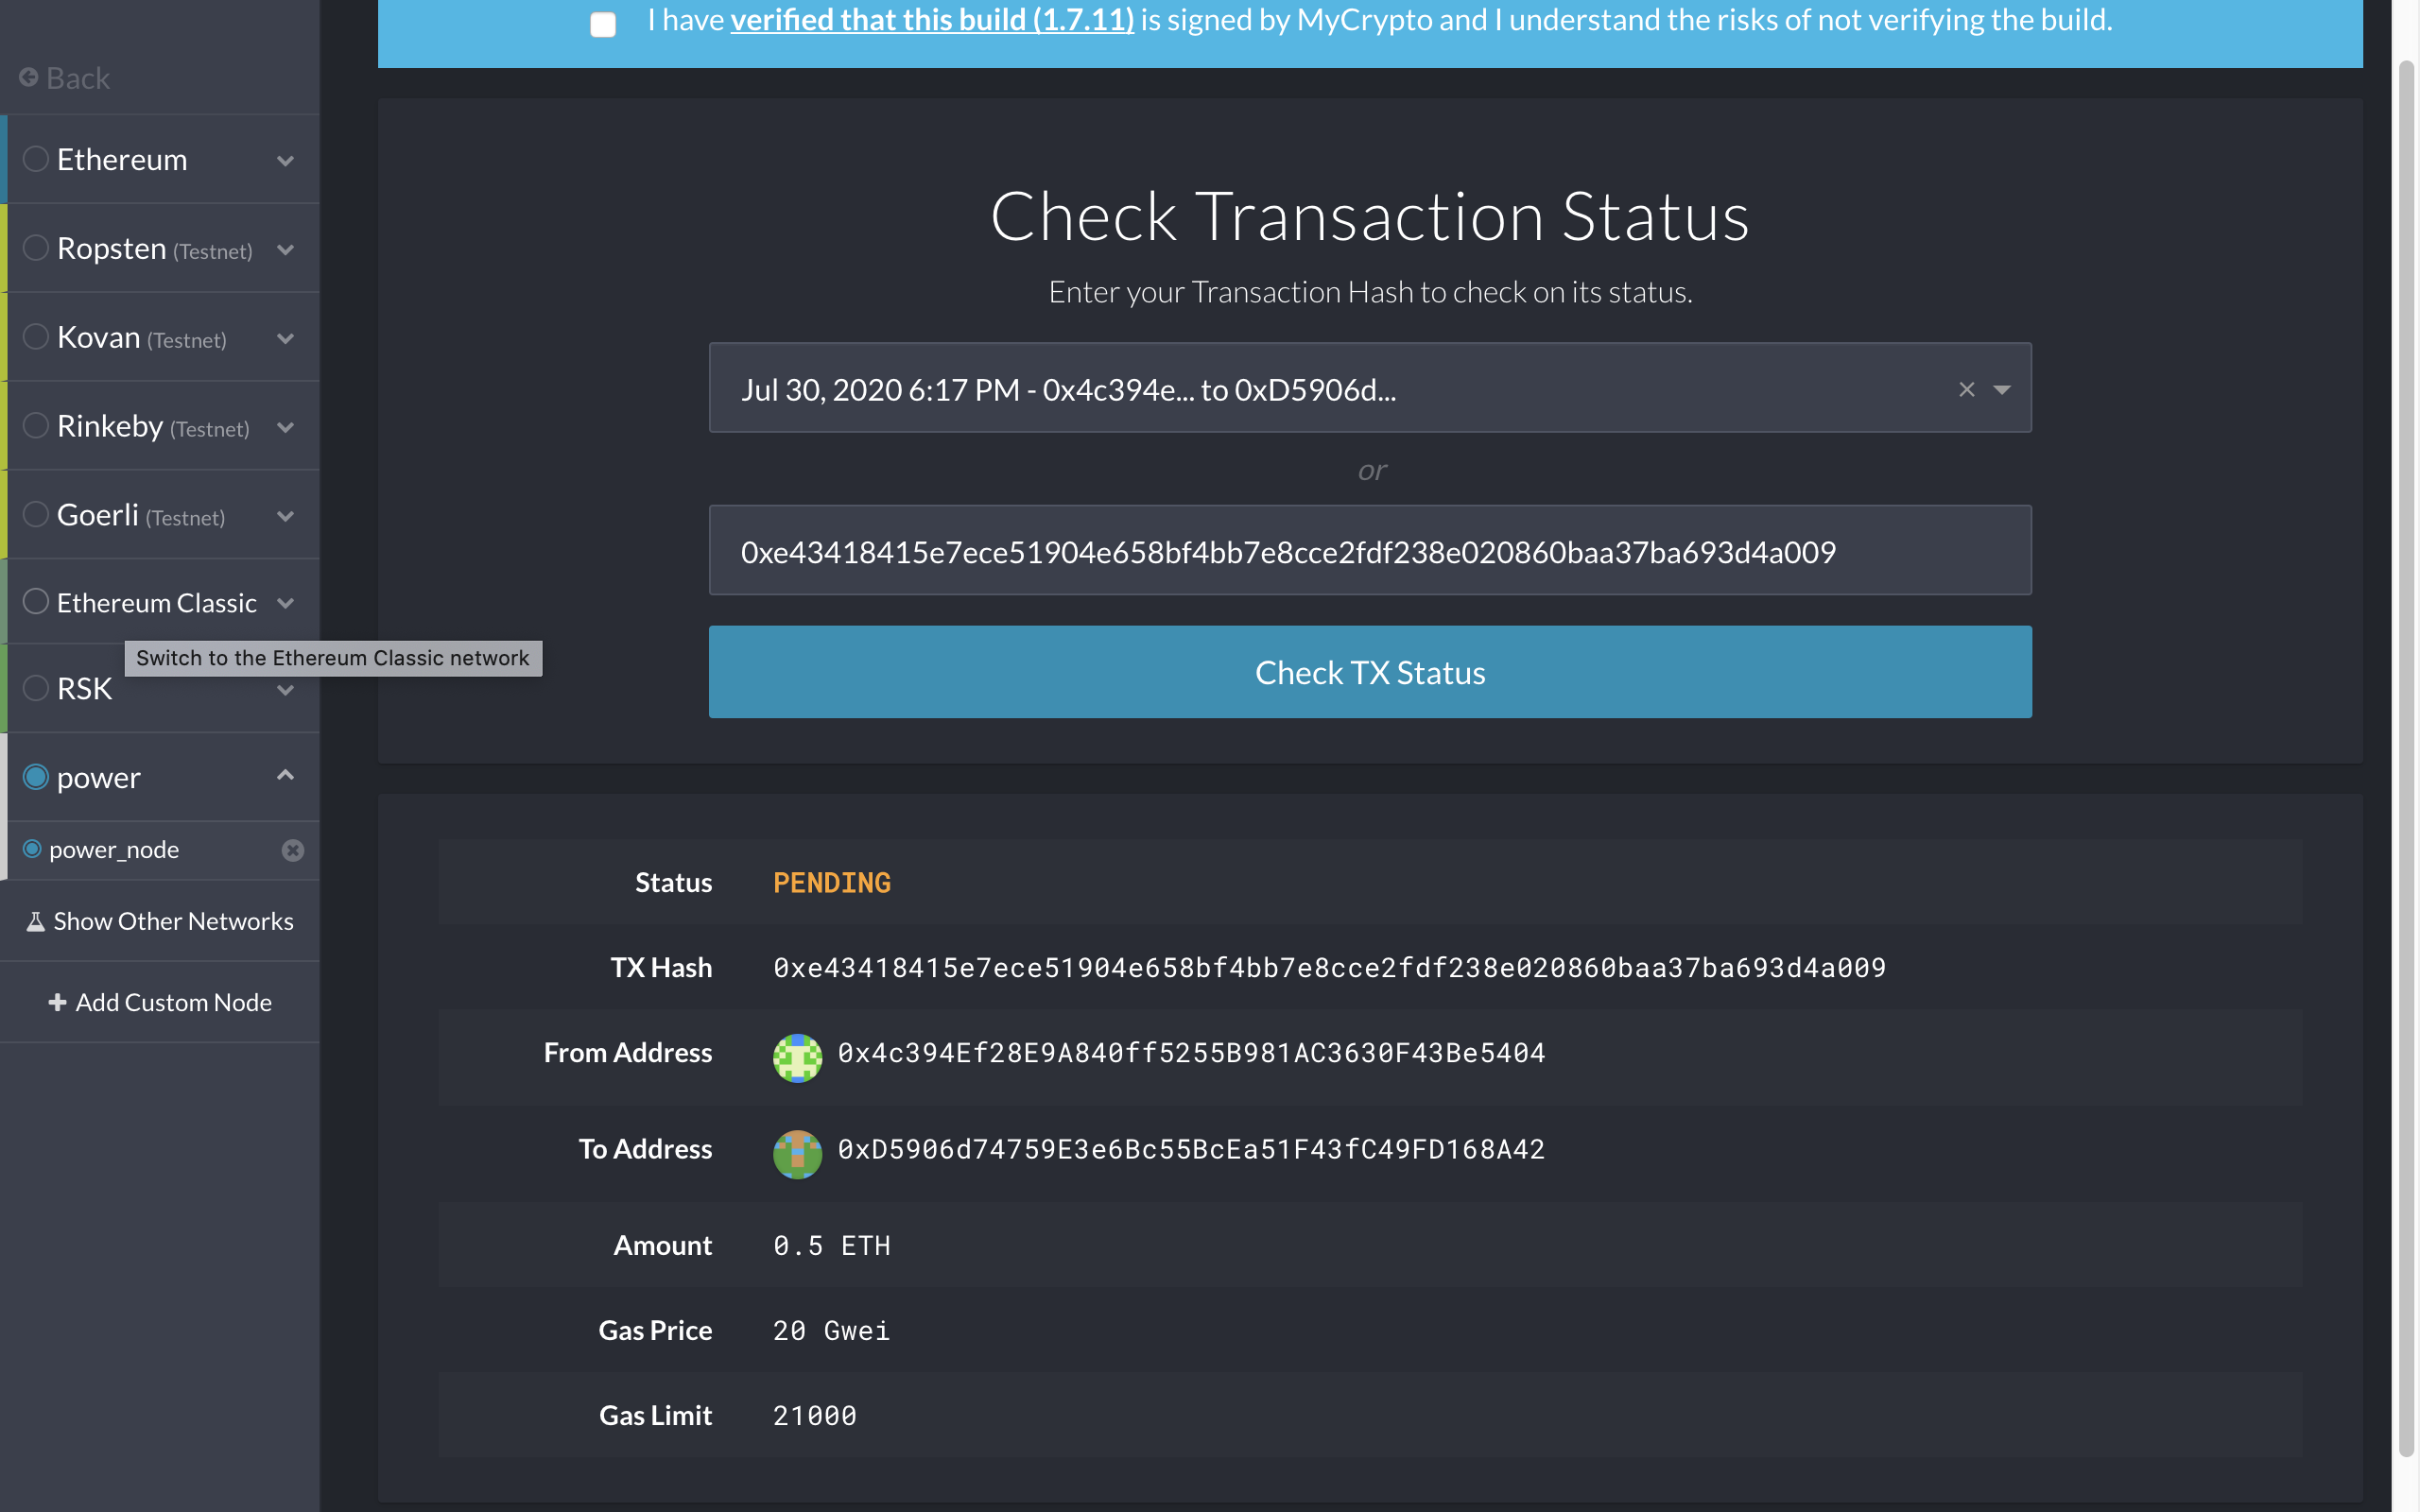 I have verified that this build (1.7.11) is signed by MyCrypto and I understand the risks of not verifying the build.
Back
Ethereum
Ropsten (Testnet)
Kovan (Testnet)
Rinkeby (Testnet)
Goerli (Testnet)
Ethereum Classic
Switch to the Ethereum Classic network
RSK
power
power_node
Show Other Networks
Add Custom Node
Check Transaction Status
Enter your Transaction Hash to check on its status.
Jul 30, 2020 6:17 PM - 0x4c394e... to 0xD5906d...
or
0xe43418415e7ece51904e658bf4bb7e8cce2fdf238e020860baa37ba693d4a009
Check TX Status
Status PENDING
TX Hash 0xe43418415e7ece51904e658bf4bb7e8cce2fdf238e020860baa37ba693d4a009
From Address 0x4c394Ef28E9A840ff5255B981AC3630F43Be5404
To Address 0xD5906d74759E3e6Bc55BcEa51F43fC49FD168A42
Amount 0.5 ETH
Gas Price 20 Gwei
Gas Limit 21000